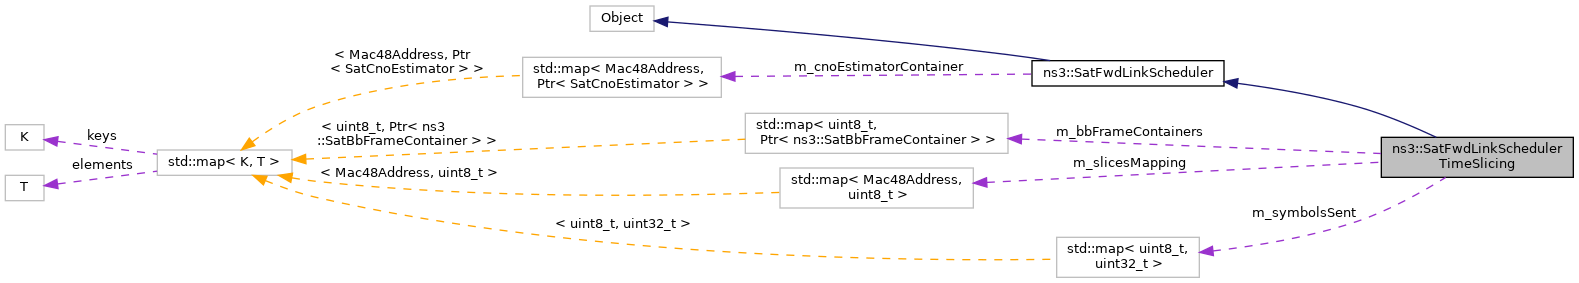 Object
< Mac48Address, Ptr
< SatCnoEstimator > >
std::map< Mac48Address,
Ptr< SatCnoEstimator > >
m_cnoEstimatorContainer
ns3::SatFwdLinkScheduler
K
keys
< uint8_t, Ptr< ns3
::SatBbFrameContainer > >
std::map< uint8_t,
Ptr< ns3::SatBbFrameContainer > >
m_bbFrameContainers
ns3::SatFwdLinkScheduler
TimeSlicing
std::map< K, T >
elements
T
< Mac48Address, uint8_t >
std::map< Mac48Address,
uint8_t >
m_slicesMapping
< uint8_t, uint32_t >
std::map< uint8_t,
uint32_t >
m_symbolsSent